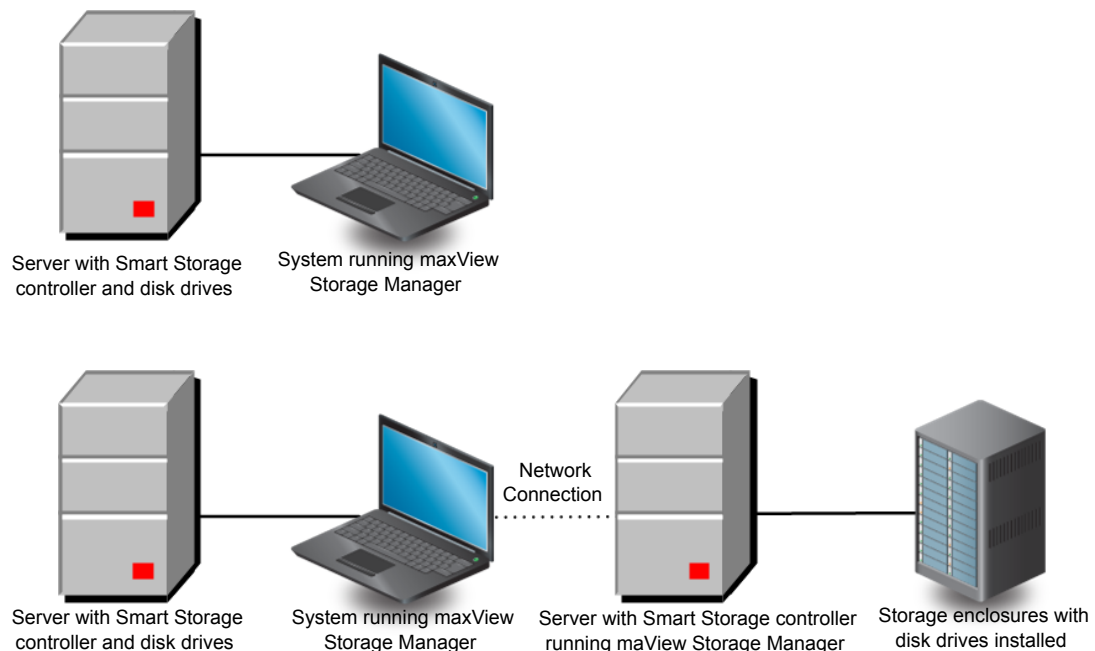 Server with Smart Storage
controller and disk drives
System running maxView
Storage Manager
Network
Connection
Server with Smart Storage
controller and disk drives
System running maxView
Storage Manager
Server with Smart Storage controller
running maView Storage Manager
Storage enclosures with
disk drives installed